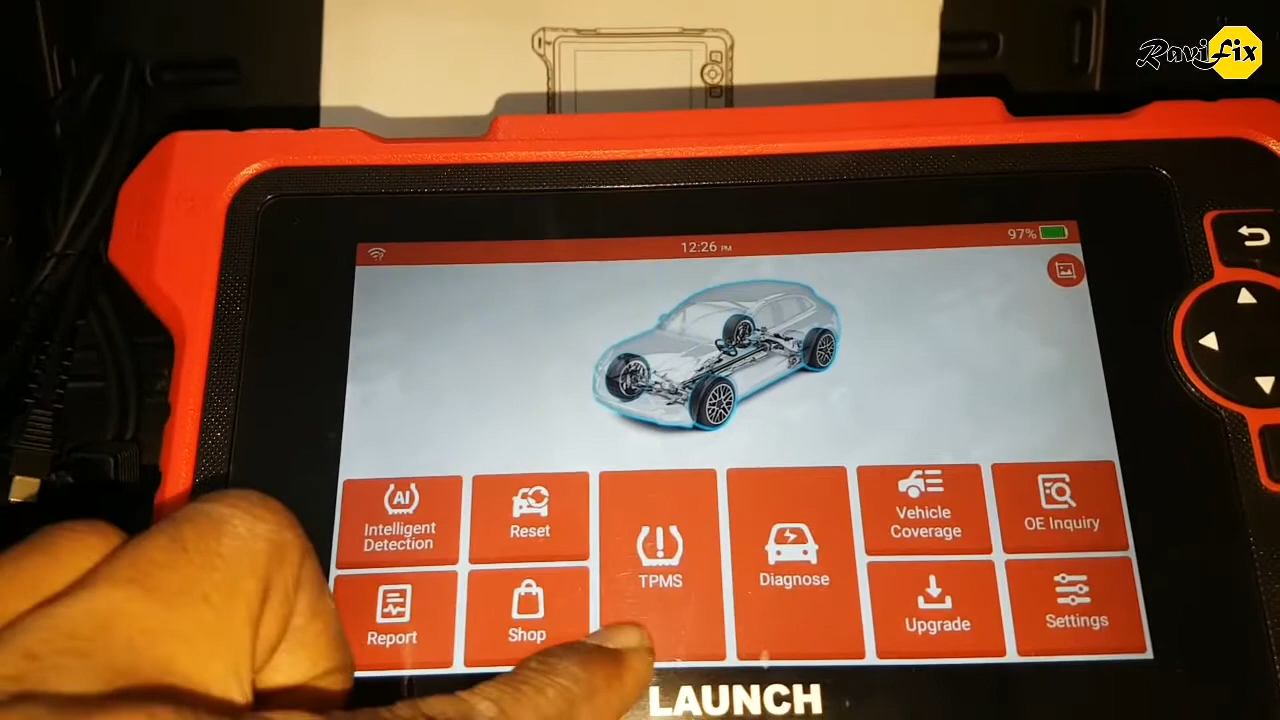 RaviFix
12:26 PM
97%
AI
Intelligent
Detection
Reset
TPMS
Diagnose
Vehicle
Coverage
OE Inquiry
Report
Shop
Upgrade
Settings
LAUNCH